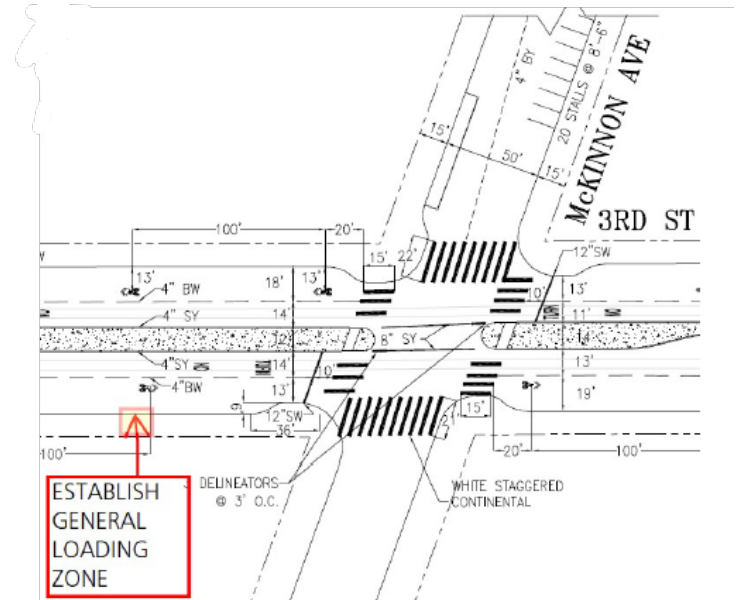 4" BY
20 STALLS @ 8'-6"
McKINNON AVE
15'
50'
15'
3RD ST
100'
20'
15'
22'
12"SW
13'
4" BW
13'
18'
10'
13'
4" SY
14'
11'
12'
8" SY
14'
4"SY
14'
13'
4"BW
13'
10'
19'
9'
12"SW
36'
15'
21'
20'
100'
100'
DELINEATORS
@ 3' O.C.
WHITE STAGGERED
CONTINENTAL
ESTABLISH
GENERAL
LOADING
ZONE